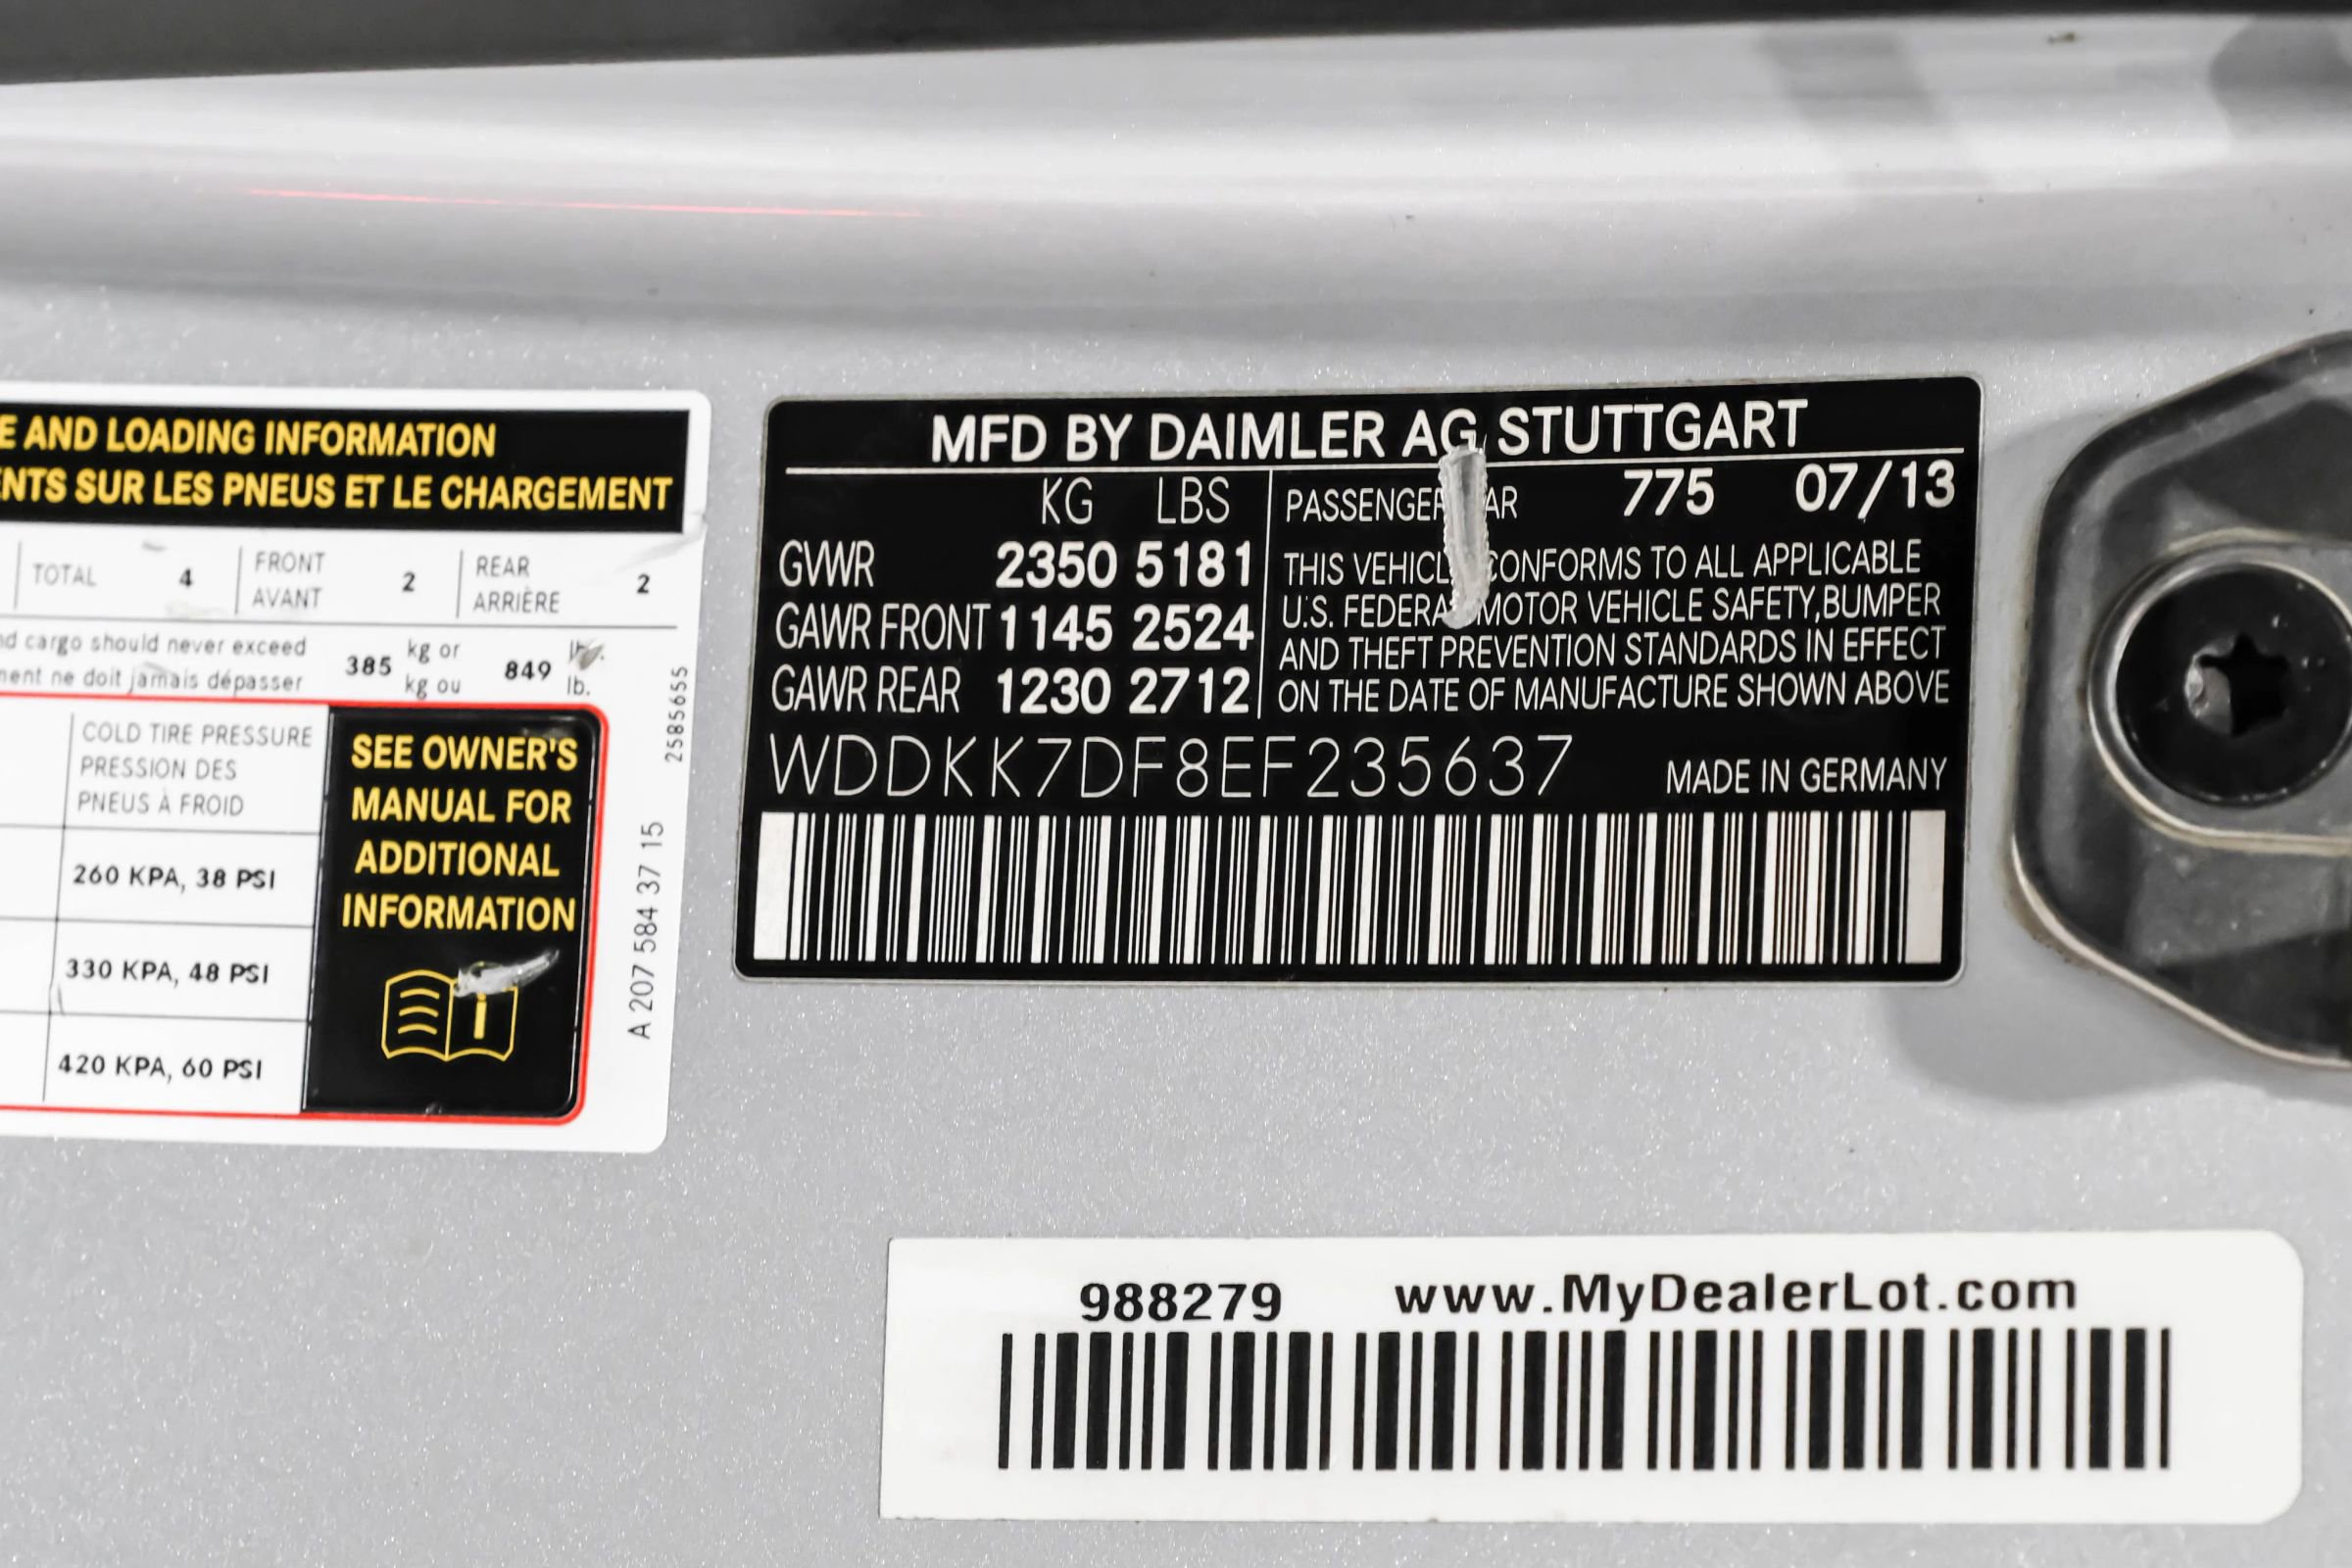 E AND LOADING INFORMATION
NTS SUR LES PNEUS ET LE CHARGEMENT
TOTAL 4 FRONT 2 REAR 2
AVANT ARRIÈRE
nd cargo should never exceed 385 kg or 849
ment ne doit jamais dépasser kg ou lb.
COLD TIRE PRESSURE
PRESSION DES
PNEUS À FROID
260 KPA, 38 PSI
330 KPA, 48 PSI
420 KPA, 60 PSI
SEE OWNER'S
MANUAL FOR
ADDITIONAL
INFORMATION
i
2585655
A 207 584 37 15
MFD BY DAIMLER AG STUTTGART
KG LBS
GVWR 2350 5181
GAWR FRONT 1145 2524
GAWR REAR 1230 2712
PASSENGER AR 775 07/13
THIS VEHICL CONFORMS TO ALL APPLICABLE
U.S. FEDERA MOTOR VEHICLE SAFETY,BUMPER
AND THEFT PREVENTION STANDARDS IN EFFECT
ON THE DATE OF MANUFACTURE SHOWN ABOVE
WDDKK7DF8EF235637 MADE IN GERMANY
988279 www.MyDealerLot.com